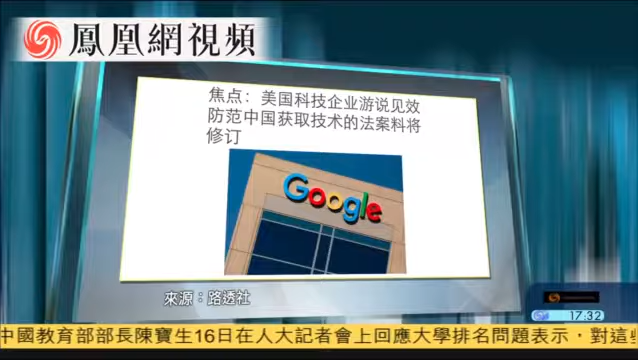 鳳凰網視頻
焦点：美国科技企业游说见效
防范中国获取技术的法案料将
修订
Google
來源：路透社
17:32
中國教育部部長陳寶生16日在人大記者會上回應大學排名問題表示，對這些